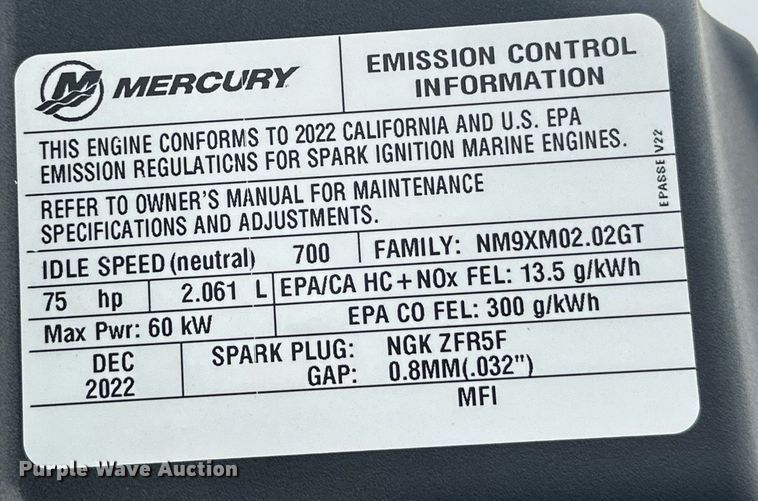 MERCURY
EMISSION CONTROL
INFORMATION
THIS ENGINE CONFORMS TO 2022 CALIFORNIA AND U.S. EPA
EMISSION REGULATIONS FOR SPARK IGNITION MARINE ENGINES.
EPASSE V22
REFER TO OWNER'S MANUAL FOR MAINTENANCE
SPECIFICATIONS AND ADJUSTMENTS.
IDLE SPEED (neutral) 700 FAMILY: NM9XM02.02GT
75 hp 2.061 L EPA/CA HC+NOx FEL: 13.5 g/kWh
Max Pwr: 60 kW EPA CO FEL: 300 g/kWh
DEC
2022
SPARK PLUG: NGK ZFR5F
GAP: 0.8MM(.032")
MFI
Purple Wave Auction